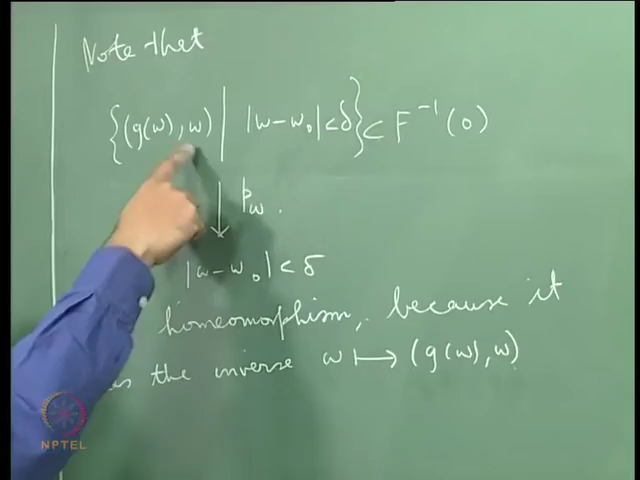 Note that
{(g(w), w) | |w-w₀|<δ} ⊂ F⁻¹(0)
↓ p_w.
|w-w₀| < δ
homeomorphism, because it
the inverse w ⟼ (g(w), w)
NPTEL